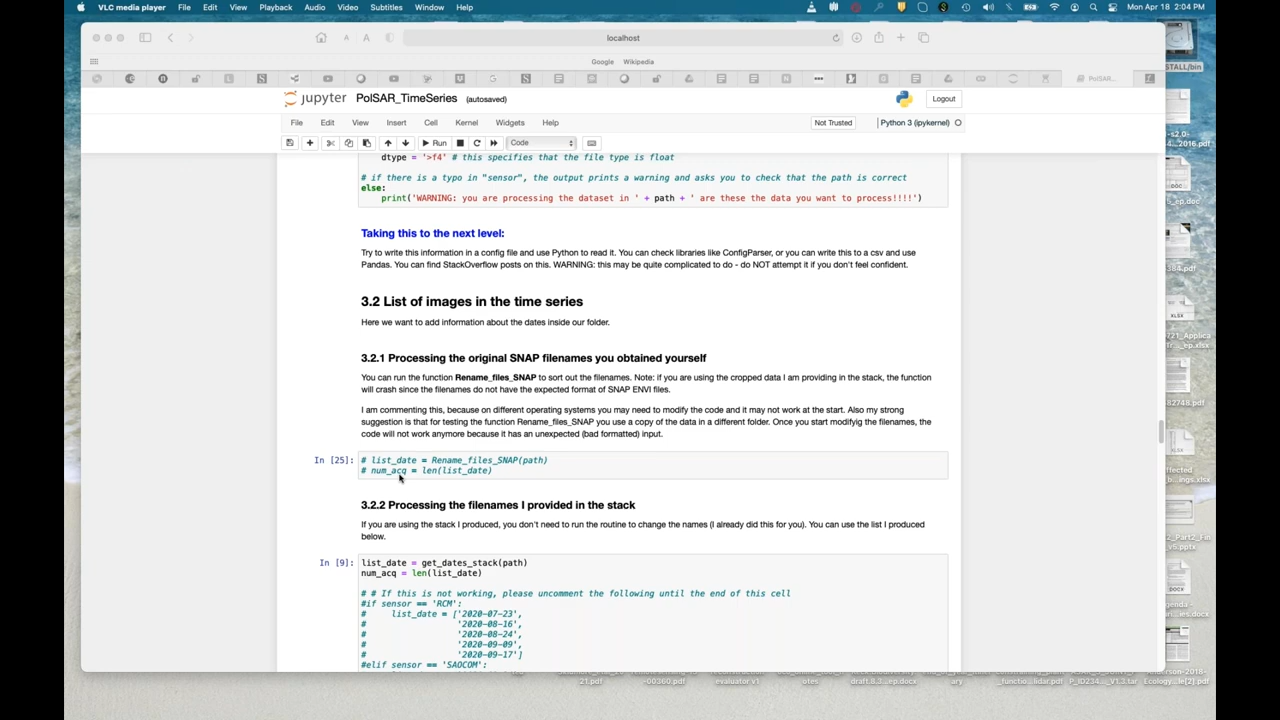 VLC media player File Edit View Playback Audio Video Subtitles Window Help Mon Apr 18 2:04 PM
localhost
Google Wikipedia
STALL/bin
PolSAR...
jupyter PolSAR_TimeSeries (autosaved) Logout
File Edit View Insert Cell Kernel Widgets Help Not Trusted Python 3 (ipykernel)
Run Code
dtype = '>f4' # this specifies that the file type is float
# if there is a typo in "sensor", the output prints a warning and asks you to check that the path is correct
else:
print('WARNING: you are processing the dataset in ' + path + ' are these the data you want to process!!!!')
Taking this to the next level:
Try to write this information in a config file and use Python to read it. You can check libraries like ConfigParser, or you can write this to a csv and use
Pandas. You can find StackOverflow posts on this. WARNING: this may be quite complicated to do - do NOT attempt it if you don't feel confident.
3.2 List of images in the time series
Here we want to add information about the dates inside our folder.
3.2.1 Processing the original SNAP filenames you obtained yourself
You can run the function Rename_files_SNAP to sort out the filenames. Note: if you are using the cropped data I am providing in the stack, the function
will crash since the filenames do not have the expected format of SNAP ENVI files.
I am commenting this, because on different operating systems you may need to modify the code and it may not work at the start. Also my strong
suggestion is that for testing the function Rename_files_SNAP you use a copy of the data in a different folder. Once you start modifyig the filenames, the
code will not work anymore because it has an unexpected (bad formatted) input.
In [25]: # list_date = Rename_files_SNAP(path)
# num_acq = len(list_date)
3.2.2 Processing the filenames I provided in the stack
If you are using the stack I produced, you don't need to run the routine to change the names (I already did this for you). You can use the list I produced
below.
In [9]: list_date = get_dates_stack(path)
num_acq = len(list_date)
# # If this is not working, please uncomment the following until the end of this cell
#if sensor == 'RCM':
# list_date = ['2020-07-23',
# '2020-08-16',
# '2020-08-24',
# '2020-09-09',
# '2020-09-17']
#elif sensor == 'SAOCOM':